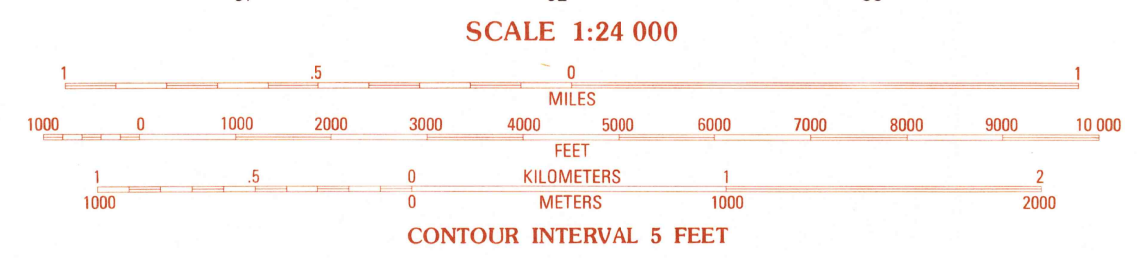 SCALE 1:24 000
1 .5 0 1
MILES
1000 0 1000 2000 3000 4000 5000 6000 7000 8000 9000 10 000
FEET
1 .5 0 KILOMETERS 1 2
1000 0 METERS 1000 2000
CONTOUR INTERVAL 5 FEET